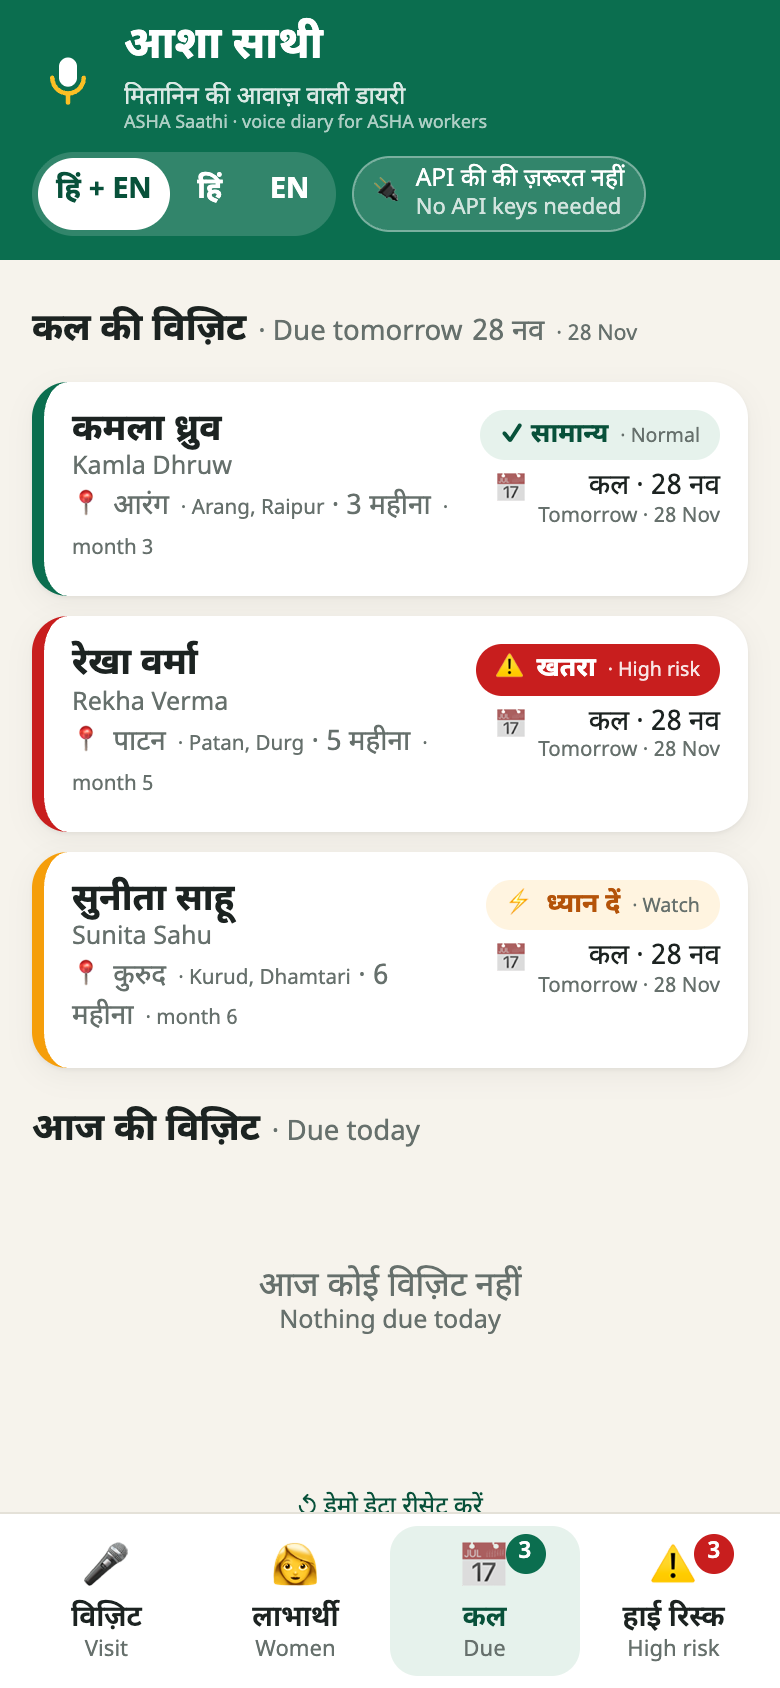 आशा साथी
मितानिन की आवाज़ वाली डायरी
ASHA Saathi · voice diary for ASHA workers
हिं + EN हिं EN
API की की ज़रूरत नहीं
No API keys needed
कल की विज़िट · Due tomorrow 28 नव · 28 Nov
कमला ध्रुव
Kamla Dhruw
आरंग · Arang, Raipur · 3 महीना ·
month 3
✓ सामान्य · Normal
कल · 28 नव
Tomorrow · 28 Nov
रेखा वर्मा
Rekha Verma
पाटन · Patan, Durg · 5 महीना ·
month 5
खतरा · High risk
कल · 28 नव
Tomorrow · 28 Nov
सुनीता साहू
Sunita Sahu
कुरुद · Kurud, Dhamtari · 6
महीना · month 6
ध्यान दें · Watch
कल · 28 नव
Tomorrow · 28 Nov
आज की विज़िट · Due today
आज कोई विज़िट नहीं
Nothing due today
डेमो डेटा रीसेट करें
JUL 17 3
3
विज़िट
Visit
लाभार्थी
Women
कल
Due
हाई रिस्क
High risk